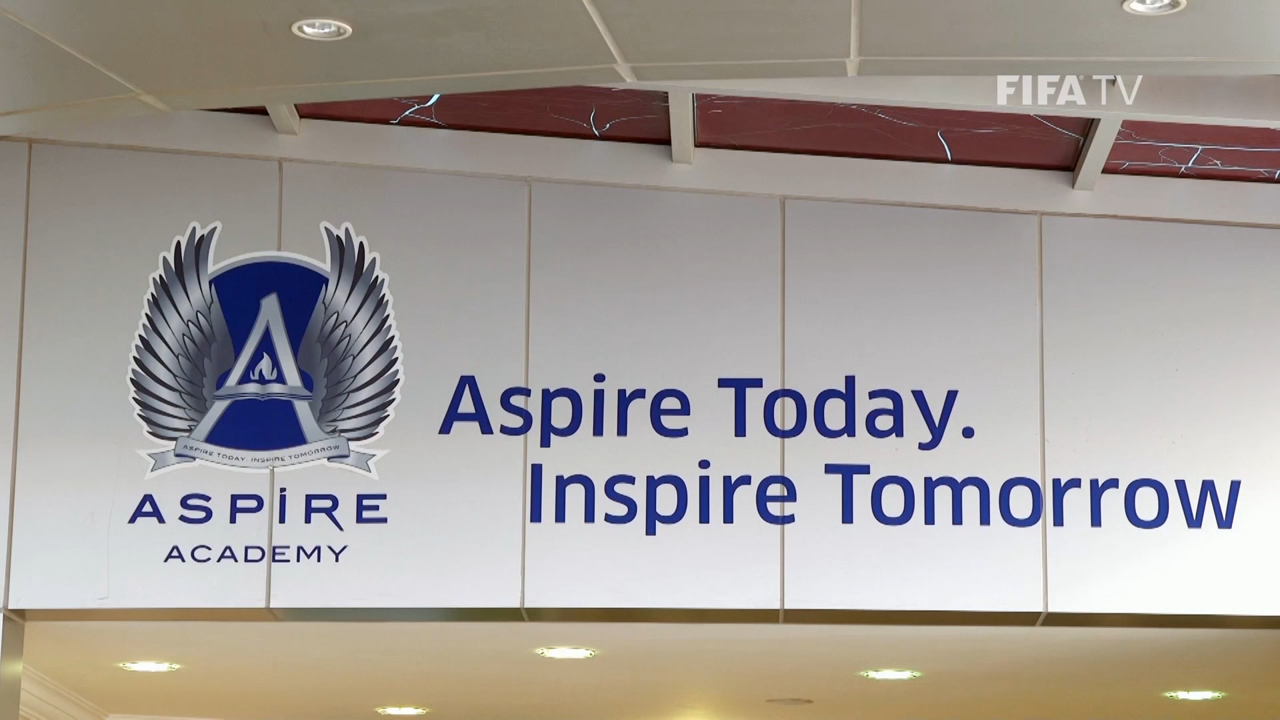 FIFA TV
Aspire Today.
Inspire Tomorrow
ASPIRE TODAY. INSPIRE TOMORROW
ASPiRE
ACADEMY